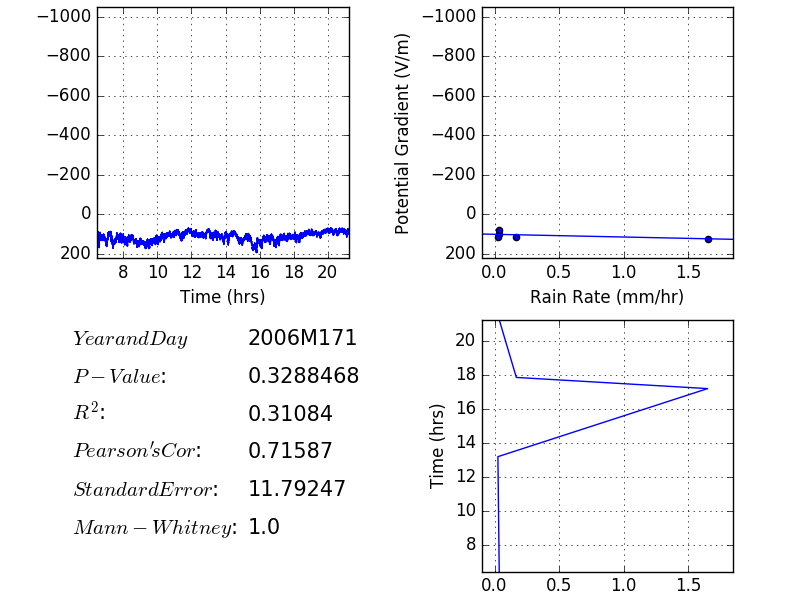 −1000
−800
−600
−400
−200
0
200
8 10 12 14 16 18 20
Time (hrs)
Potential Gradient (V/m)
−1000
−800
−600
−400
−200
0
200
0.0 0.5 1.0 1.5
Rain Rate (mm/hr)
YearandDay 2006M171
P−Value: 0.3288468
R²: 0.31084
Pearson'sCor: 0.71587
StandardError: 11.79247
Mann−Whitney: 1.0
Time (hrs)
20
18
16
14
12
10
8
0.0 0.5 1.0 1.5